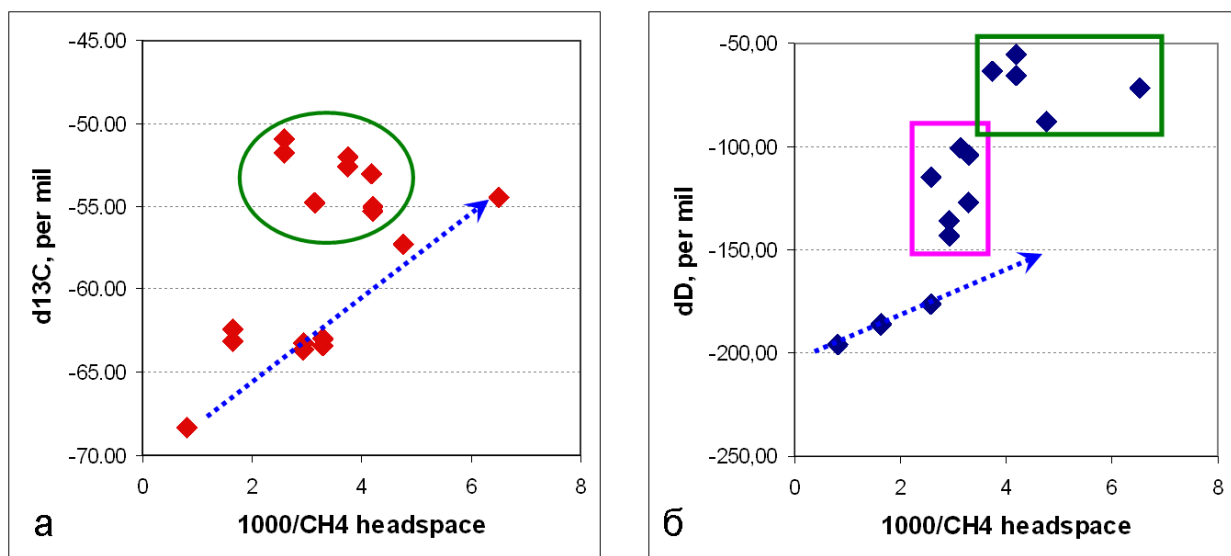 -45.00
-50.00
-55.00
-60.00
-65.00
-70.00
d13C, per mil
0 2 4 6 8
1000/CH4 headspace
а
-50,00
-100,00
-150,00
-200,00
-250,00
dD, per mil
0 2 4 6 8
1000/CH4 headspace
б